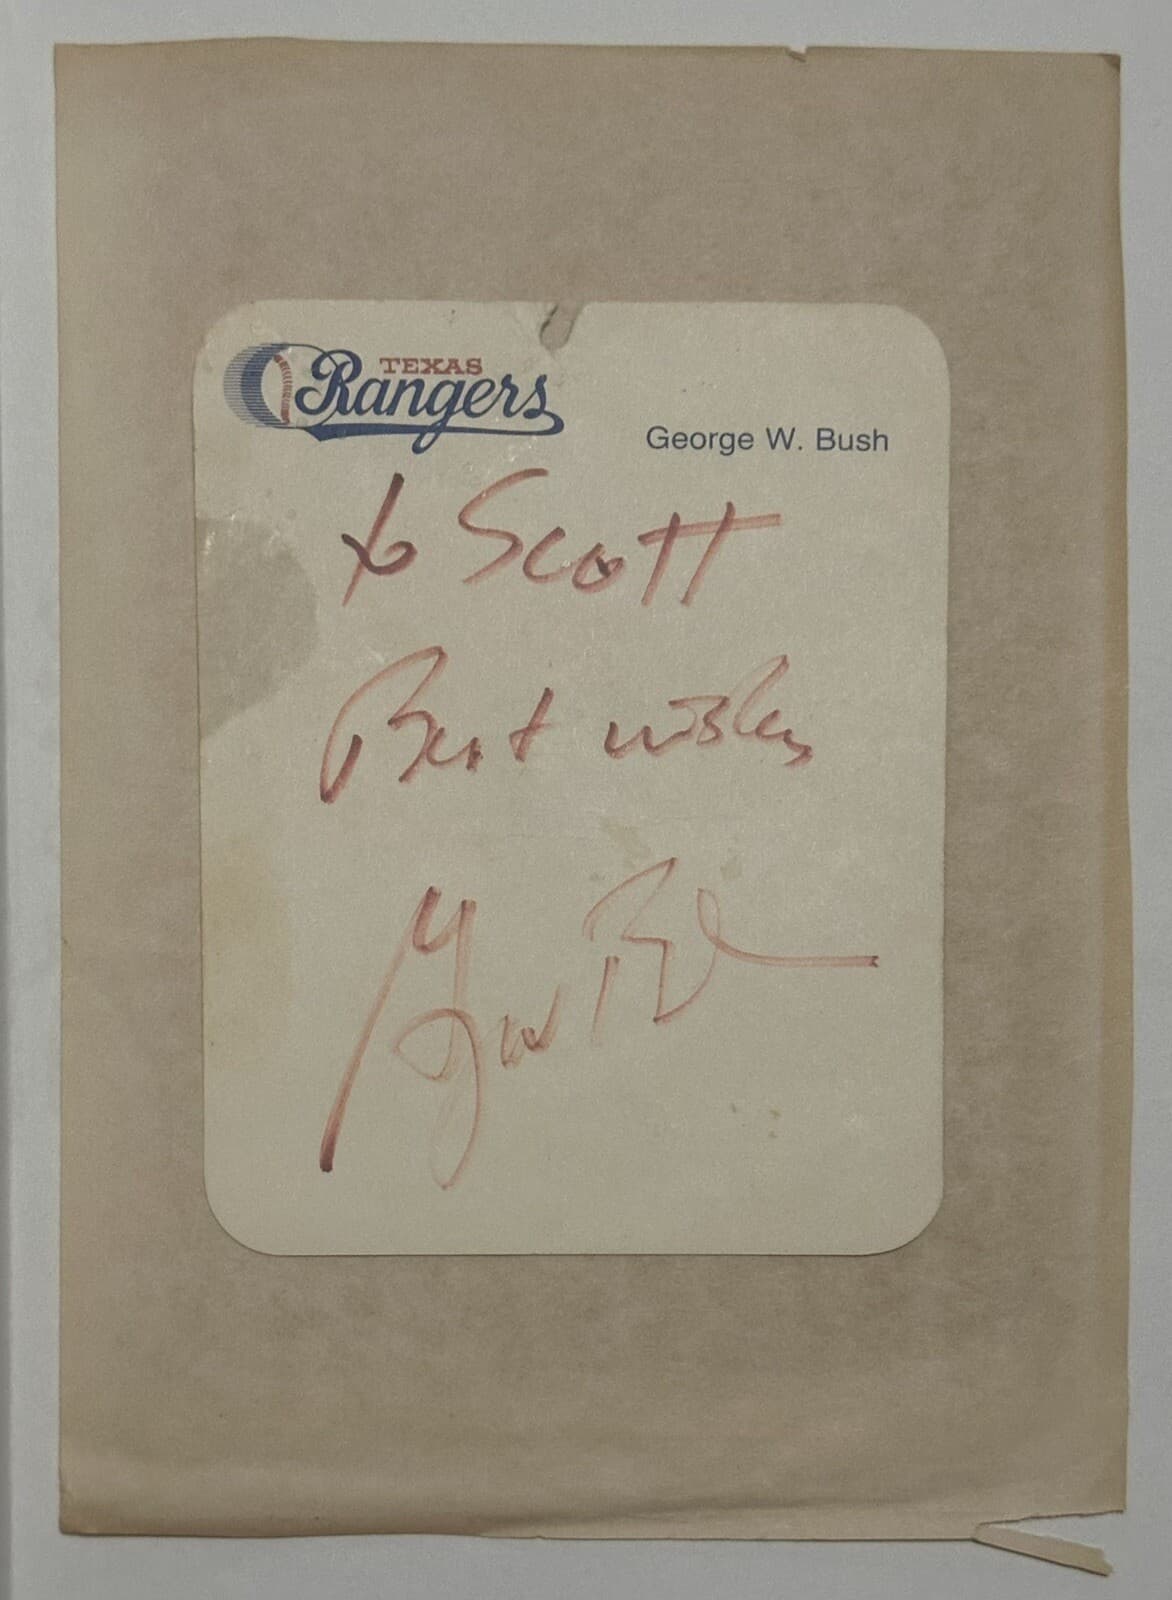 TEXAS
Rangers
George W. Bush
to Scott
Best wishes